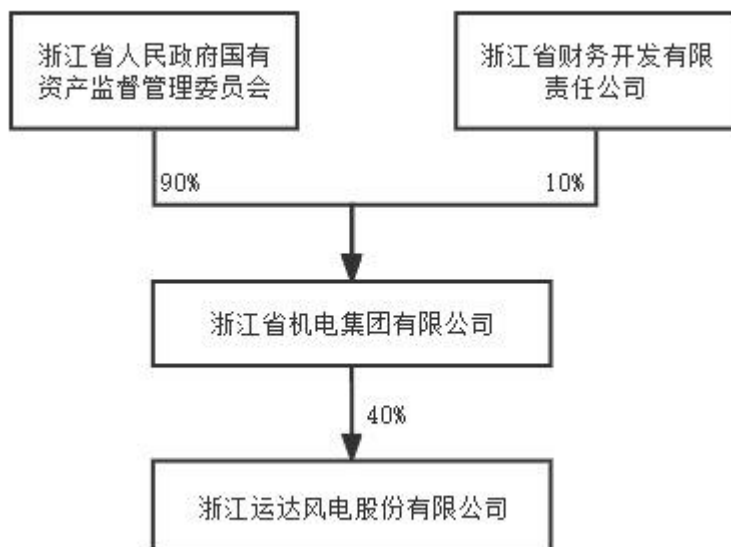 浙江省人民政府国有
资产监督管理委员会
浙江省财务开发有限
责任公司
90%
10%
浙江省机电集团有限公司
40%
浙江运达风电股份有限公司